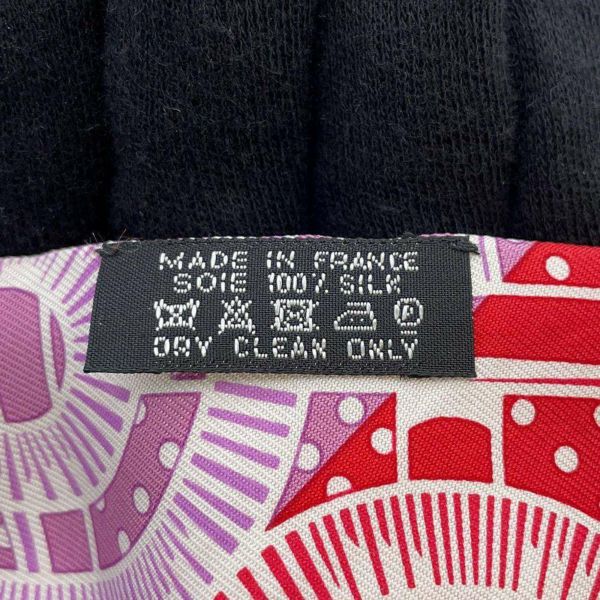 MADE IN FRANCE
SOIE 100% SILK
P
DRY CLEAN ONLY